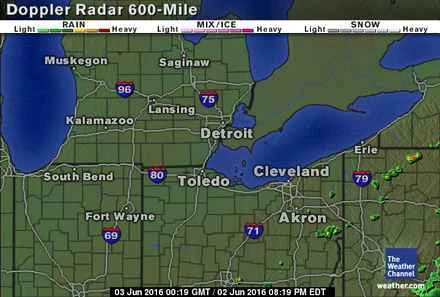 Doppler Radar 600-Mile
RAIN MIX/ICE SNOW
Light Heavy Light Heavy Light Heavy
Muskegon
Saginaw
96
75
Lansing
Kalamazoo
Detroit
Erie
South Bend
80
Toledo
Cleveland
79
Fort Wayne
Akron
69
71
The
Weather
Channel
weather.com
03 Jun 2016 00:19 GMT / 02 Jun 2016 08:19 PM EDT